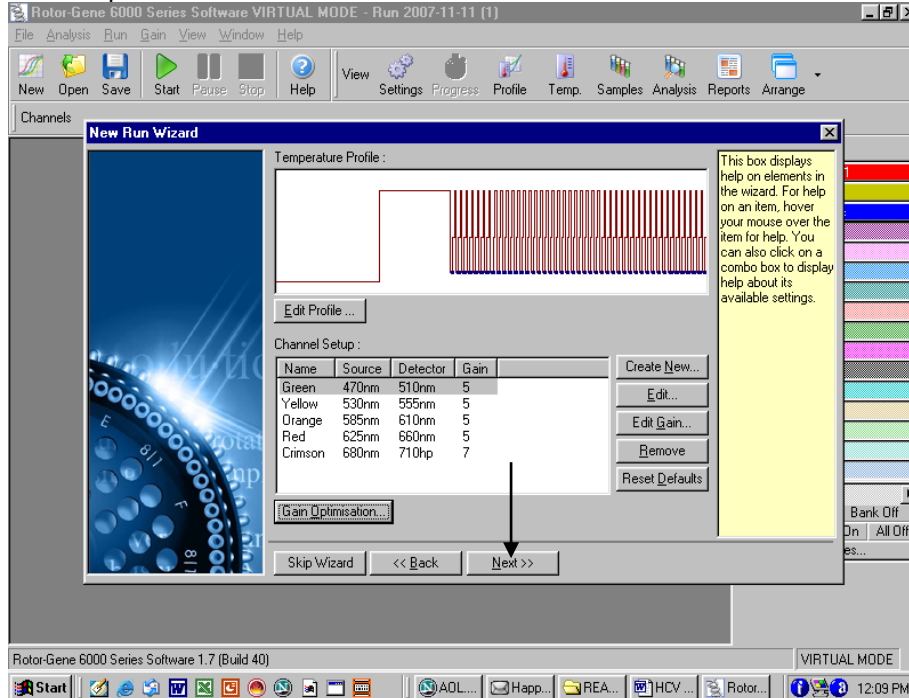 Rotor-Gene 6000 Series Software VIRTUAL MODE - Run 2007-11-11 (1)
File Analysis Run Gain View Window Help
New Open Save Start Pause Stop Help View Settings Progress Profile Temp. Samples Analysis Reports Arrange
Channels
New Run Wizard
Temperature Profile :
This box displays
help on elements in
the wizard. For help
on an item, hover
your mouse over the
item for help. You
can also click on a
combo box to display
help about its
available settings.
Edit Profile ...
Channel Setup :
Name Source Detector Gain
Green 470nm 510nm 5
Yellow 530nm 555nm 5
Orange 585nm 610nm 5
Red 625nm 660nm 5
Crimson 680nm 710hp 7
Create New...
Edit...
Edit Gain...
Remove
Reset Defaults
Gain Optimisation...
Bank Off
On All Off
es...
Skip Wizard << Back Next >>
Rotor-Gene 6000 Series Software 1.7 (Build 40) VIRTUAL MODE
Start AOL... Happ... REA... HCV ... Rotor... 12:09 PM